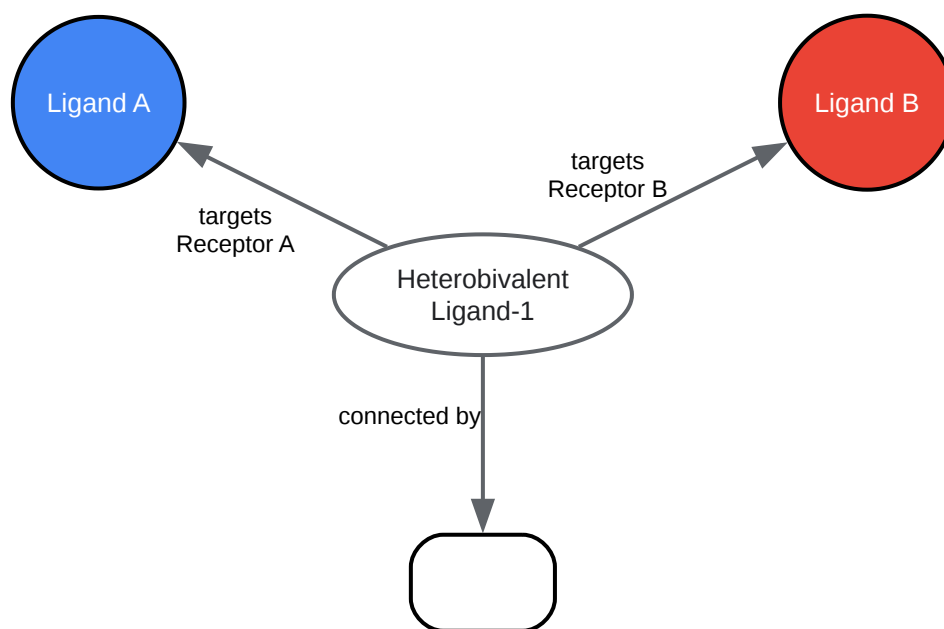 Ligand A
Ligand B
targets
Receptor B
targets
Receptor A
Heterobivalent
Ligand-1
connected by